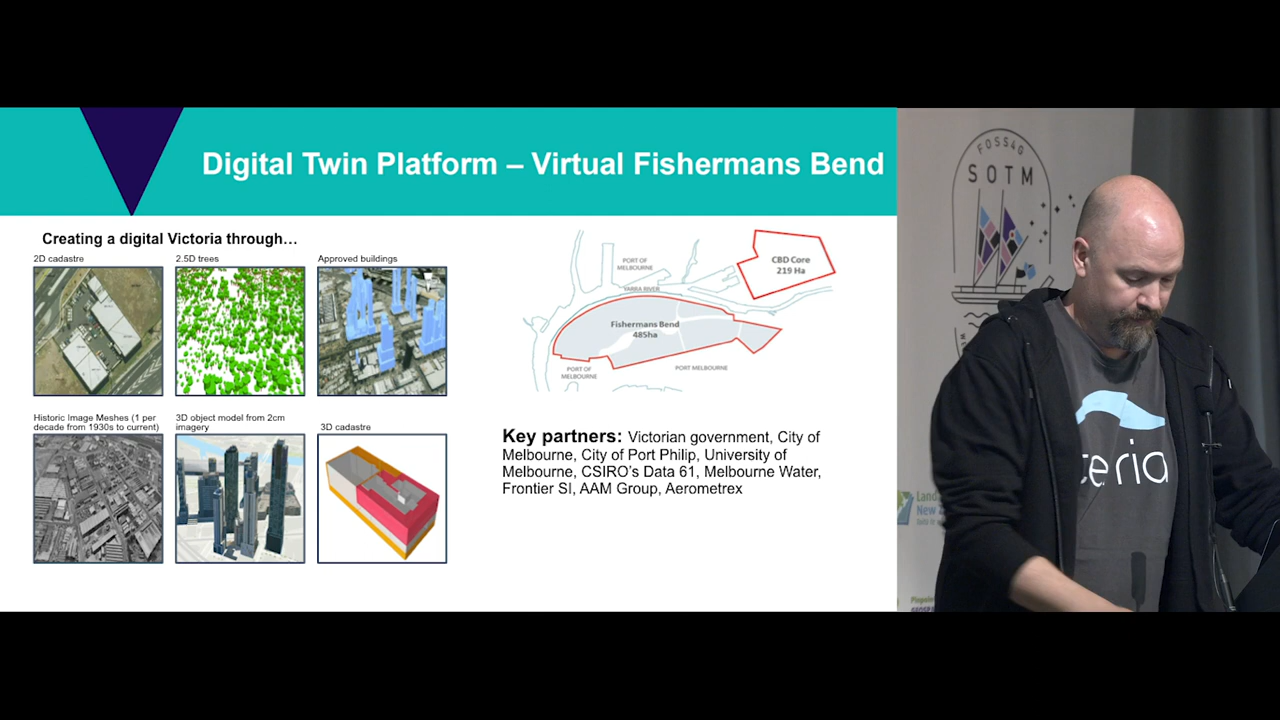 Digital Twin Platform – Virtual Fishermans Bend
Creating a digital Victoria through…
2D cadastre
2.5D trees
Approved buildings
Historic Image Meshes (1 per
decade from 1930s to current)
3D object model from 2cm
imagery
3D cadastre
PORT OF
MELBOURNE
YARRA RIVER
CBD Core
219 Ha
Fishermans Bend
485ha
PORT OF
MELBOURNE
PORT MELBOURNE
Key partners: Victorian government, City of
Melbourne, City of Port Philip, University of
Melbourne, CSIRO's Data 61, Melbourne Water,
Frontier SI, AAM Group, Aerometrex
FOSS4G
SOTM
Land
New
teria